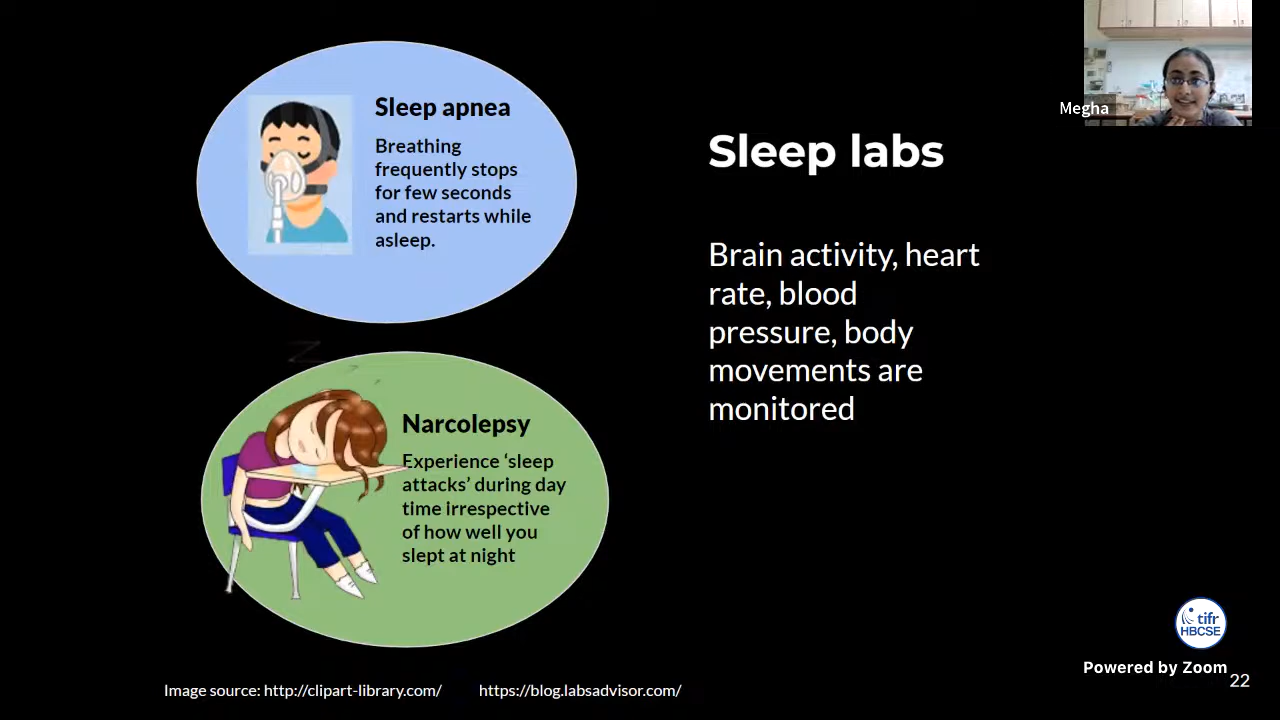 Sleep apnea
Breathing
frequently stops
for few seconds
and restarts while
asleep.
Narcolepsy
Experience ‘sleep
attacks’ during day
time irrespective
of how well you
slept at night
Sleep labs
Brain activity, heart
rate, blood
pressure, body
movements are
monitored
Megha
tifr
HBCSE
Powered by Zoom
22
Image source: http://clipart-library.com/
https://blog.labsadvisor.com/